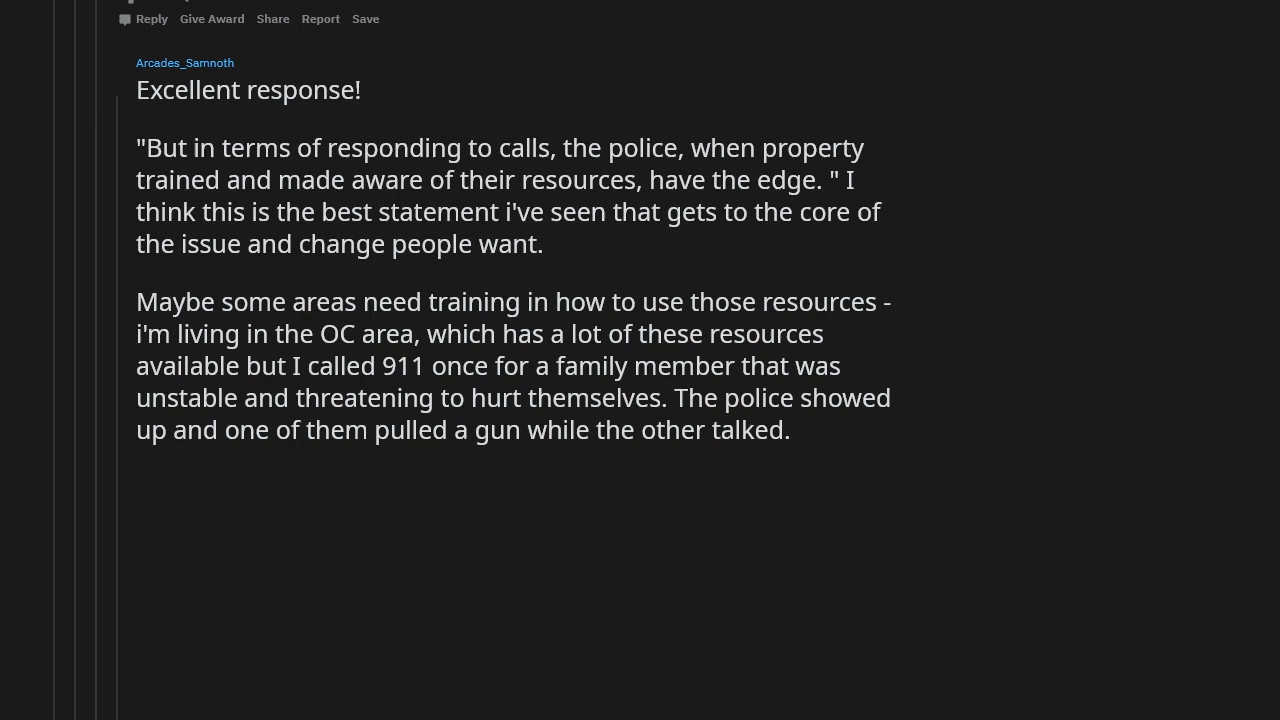 Reply Give Award Share Report Save
Arcades_Samnoth
Excellent response!
"But in terms of responding to calls, the police, when property
trained and made aware of their resources, have the edge. " I
think this is the best statement i've seen that gets to the core of
the issue and change people want.
Maybe some areas need training in how to use those resources -
i'm living in the OC area, which has a lot of these resources
available but I called 911 once for a family member that was
unstable and threatening to hurt themselves. The police showed
up and one of them pulled a gun while the other talked.